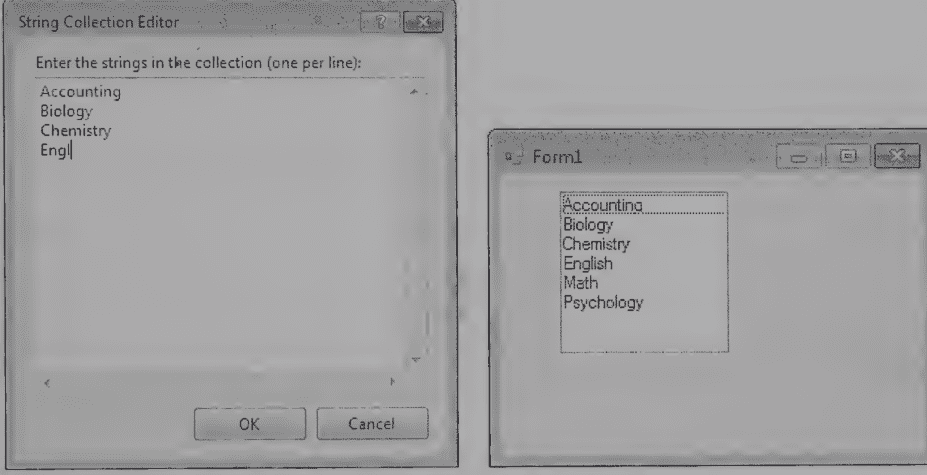 String Collection Editor
?
Enter the strings in the collection (one per line):
Accounting
Biology
Chemistry
Engl
OK
Cancel
Form1
Accounting
Biology
Chemistry
English
Math
Psychology